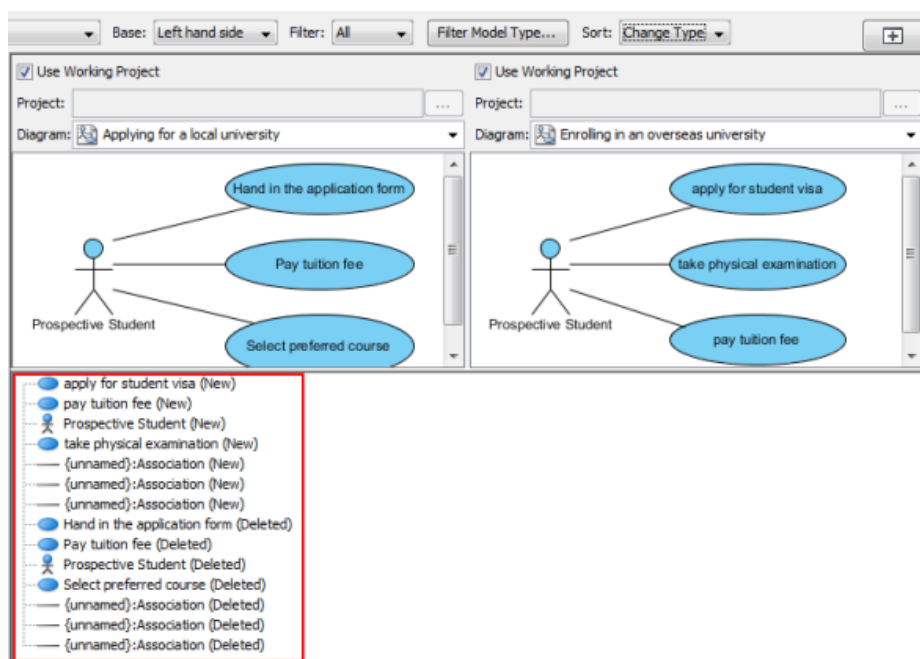 Base: Left hand side Filter: All Filter Model Type... Sort: Change Type
Use Working Project
Project: ...
Diagram: Applying for a local university
Hand in the application form
Pay tuition fee
Select preferred course
Prospective Student
Use Working Project
Project: ...
Diagram: Enrolling in an overseas university
apply for student visa
take physical examination
pay tuition fee
Prospective Student
apply for student visa (New)
pay tuition fee (New)
Prospective Student (New)
take physical examination (New)
{unnamed}:Association (New)
{unnamed}:Association (New)
{unnamed}:Association (New)
Hand in the application form (Deleted)
Pay tuition fee (Deleted)
Prospective Student (Deleted)
Select preferred course (Deleted)
{unnamed}:Association (Deleted)
{unnamed}:Association (Deleted)
{unnamed}:Association (Deleted)